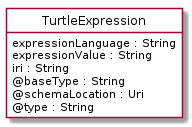 TurtleExpression
expressionLanguage : String
expressionValue : String
iri : String
@baseType : String
@schemaLocation : Uri
@type : String